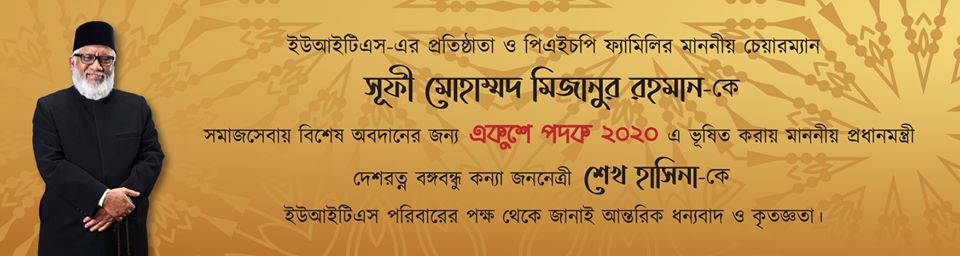 ইউআইটিএস-এর প্রতিষ্ঠাতা ও পিএইচপি ফ্যামিলির মাননীয় চেয়ারম্যান
সূফী মোহাম্মদ মিজানুর রহমান-কে
সমাজসেবায় বিশেষ অবদানের জন্য একুশে পদক ২০২০ এ ভূষিত করায় মাননীয় প্রধানমন্ত্রী
দেশরত্ন বঙ্গবন্ধু কন্যা জননেত্রী শেখ হাসিনা-কে
ইউআইটিএস পরিবারের পক্ষ থেকে জানাই আন্তরিক ধন্যবাদ ও কৃতজ্ঞতা।